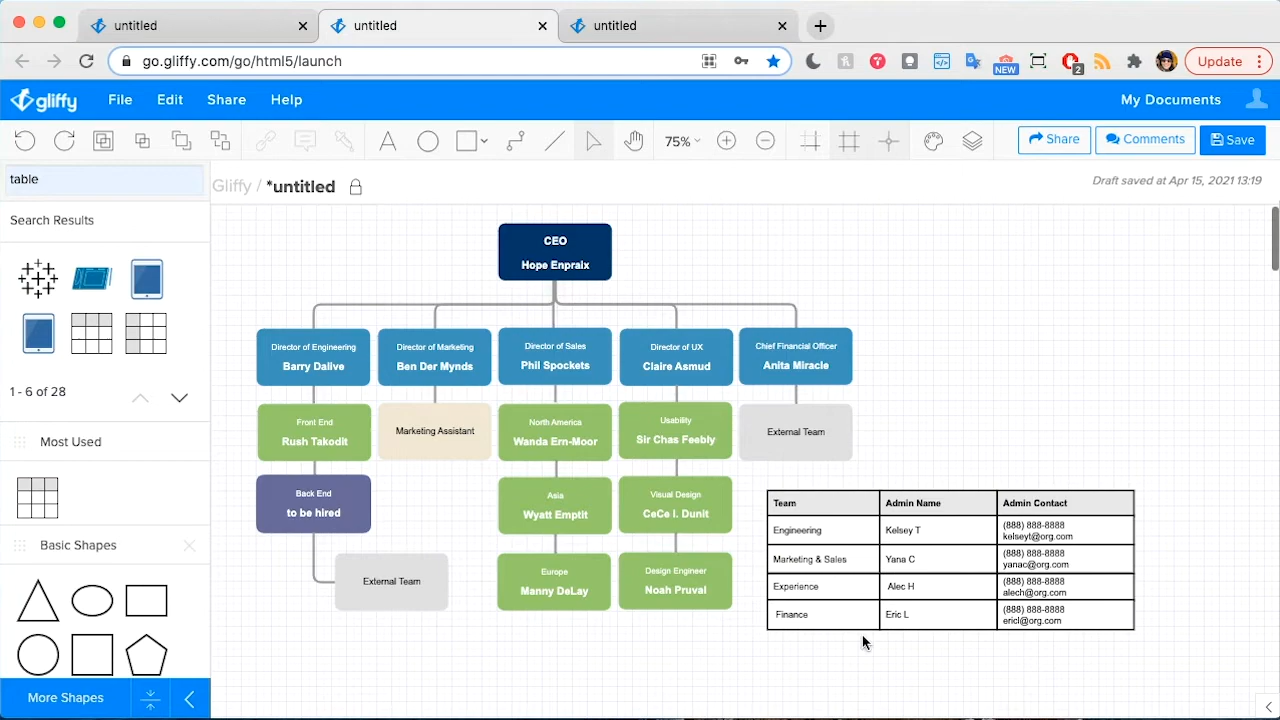 untitled
untitled
untitled
go.gliffy.com/go/html5/launch
NEW
2
Update
gliffy
File
Edit
Share
Help
My Documents
75%
Share
Comments
Save
table
Gliffy / *untitled
Draft saved at Apr 15, 2021 13:19
Search Results
1 - 6 of 28
Most Used
Basic Shapes
More Shapes
CEO
Hope Enpraix
Director of Engineering
Barry Dalive
Director of Marketing
Ben Der Mynds
Director of Sales
Phil Spockets
Director of UX
Claire Asmud
Chief Financial Officer
Anita Miracle
Front End
Rush Takodit
Marketing Assistant
North America
Wanda Ern-Moor
Usability
Sir Chas Feebly
External Team
Back End
to be hired
Asia
Wyatt Emptit
Visual Design
CeCe I. Dunit
External Team
Europe
Manny DeLay
Design Engineer
Noah Pruval
Team Admin Name Admin Contact
Engineering Kelsey T (888) 888-8888
kelseyt@org.com
Marketing & Sales Yana C (888) 888-8888
yanac@org.com
Experience Alec H (888) 888-8888
alech@org.com
Finance Eric L (888) 888-8888
ericl@org.com